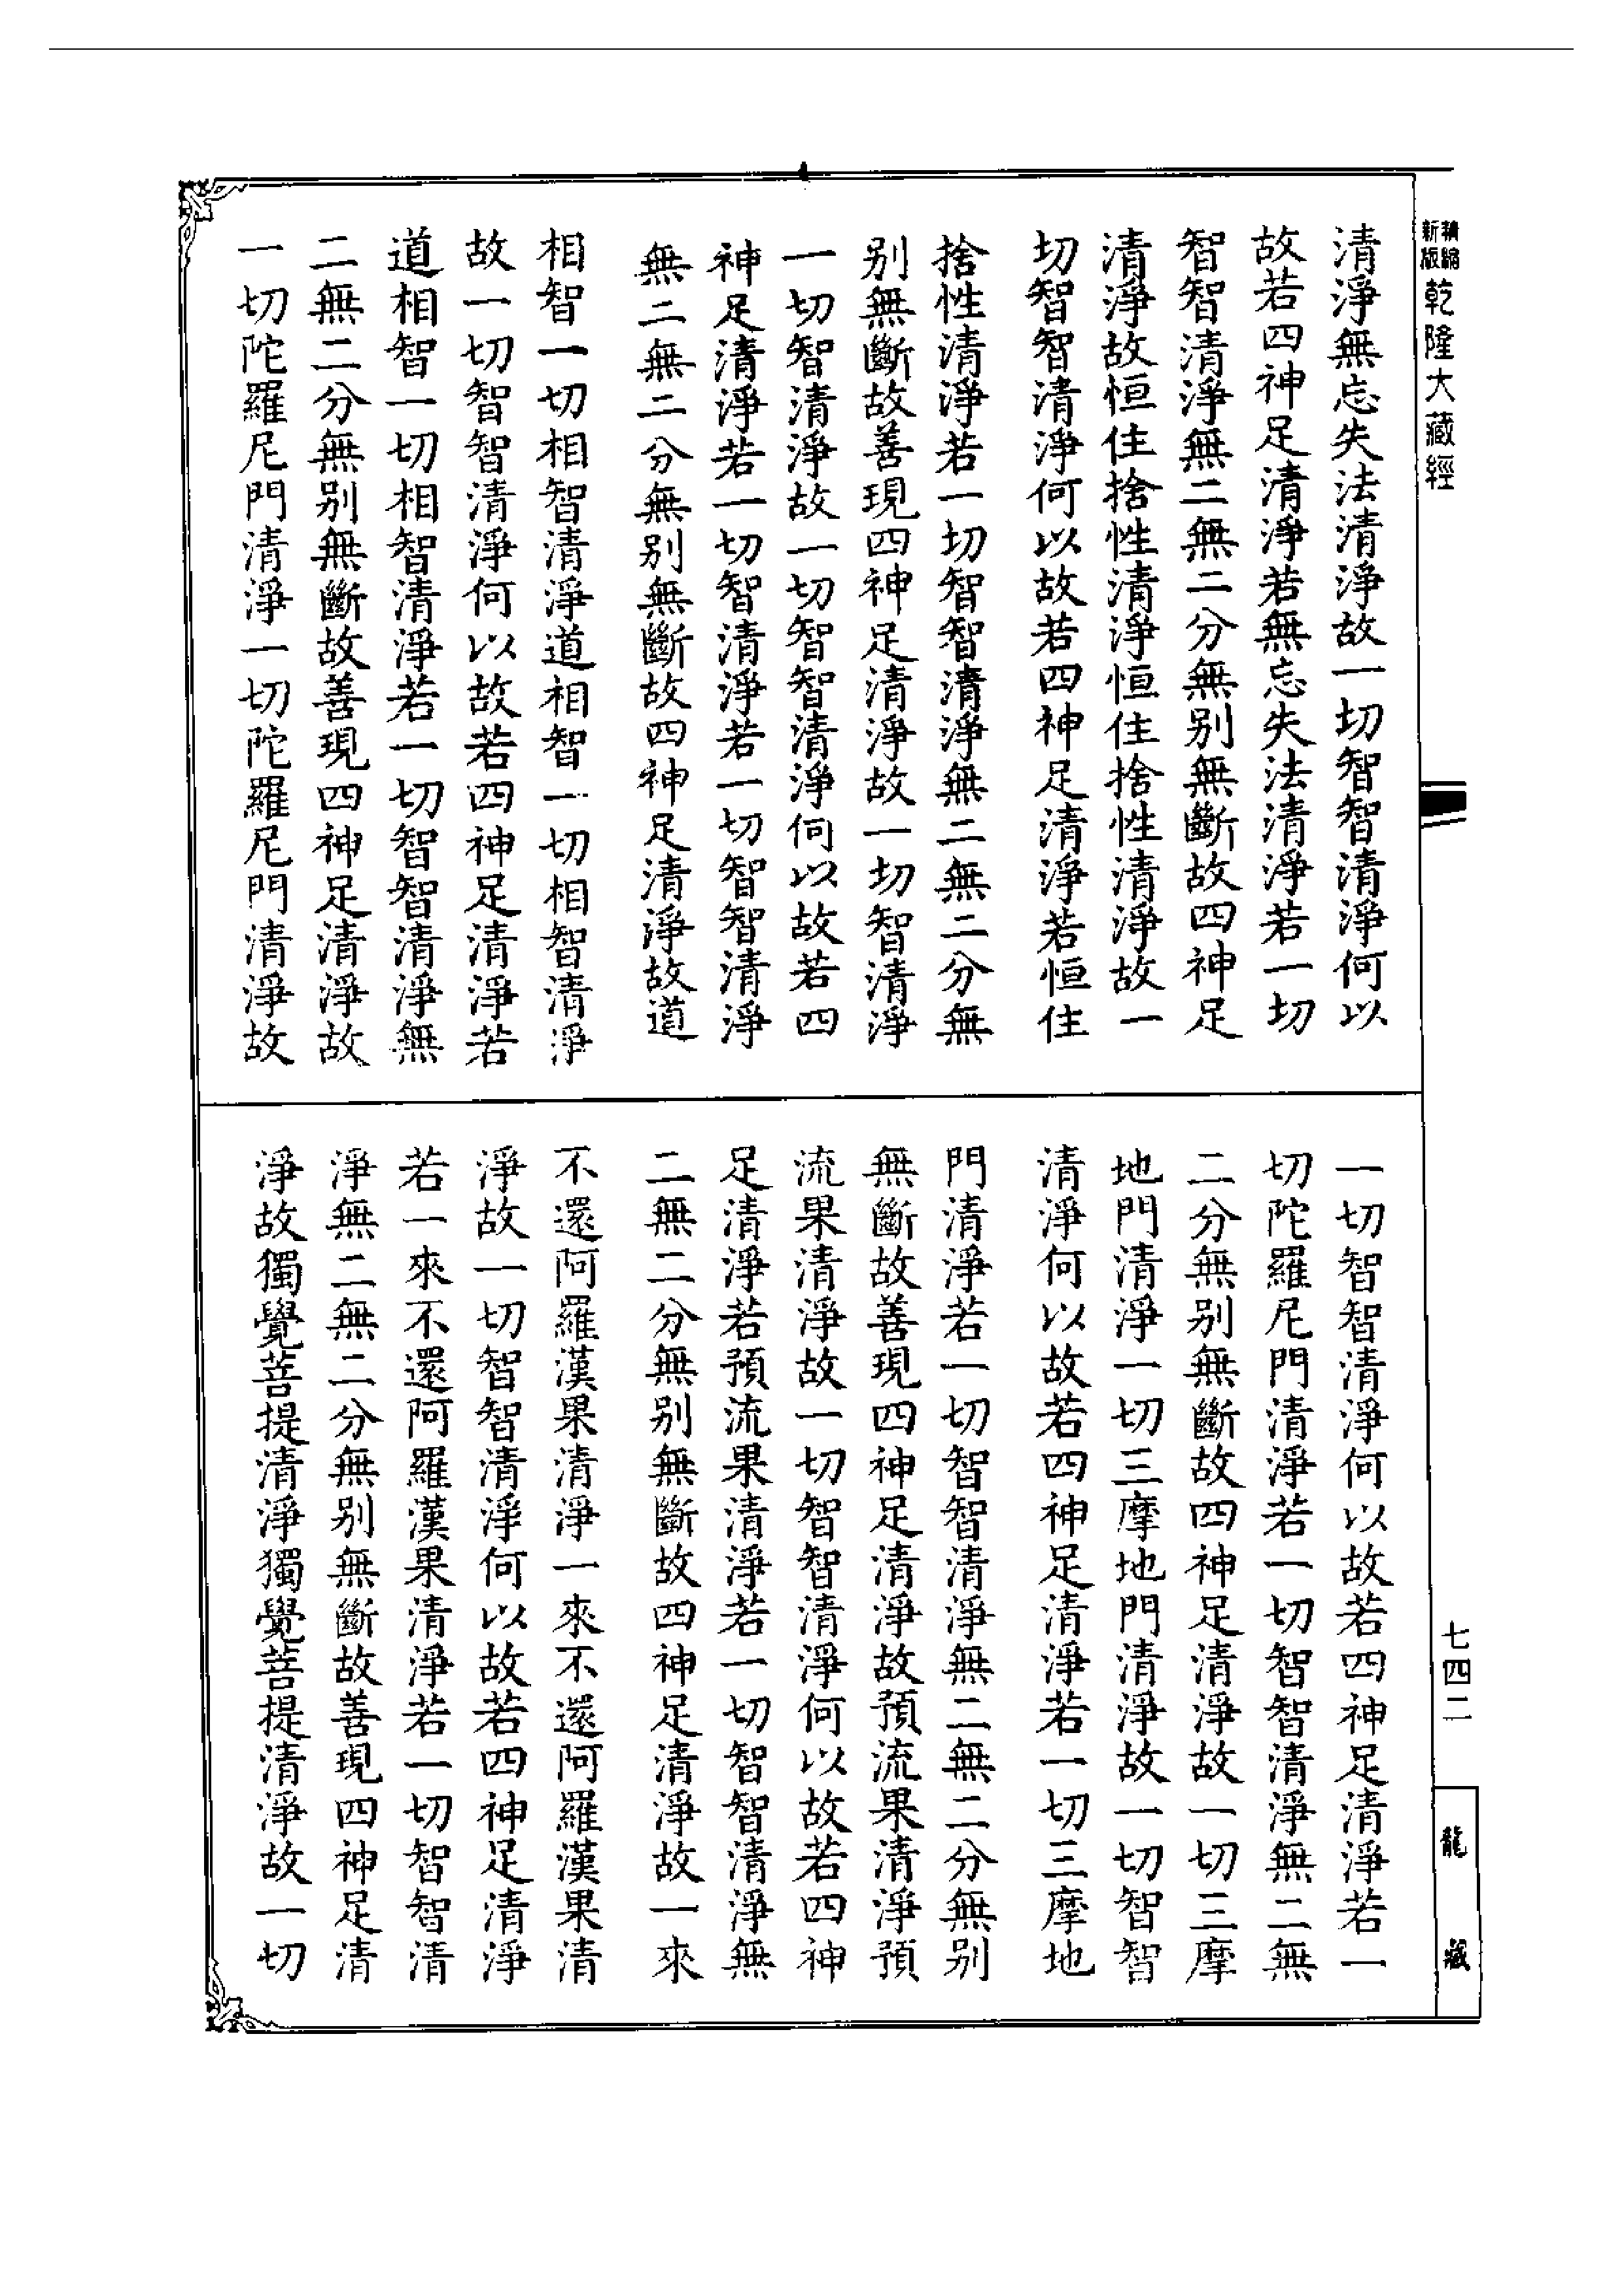 新編
縮版
乾隆大藏經
清淨無忘失法清淨故一切智智清淨何以
故若四神足清淨若無忘失法清淨若一切
智智清淨無二無二分無别無斷故四神足
清淨故恒住捨性清淨恒住捨性清淨故一
切智智清淨何以故若四神足清淨若恒住
捨性清淨若一切智智清淨無二無二分無
别無斷故善現四神足清淨故一切智清淨
一切智清淨故一切智智清淨何以故若四
神足清淨若一切智清淨若一切智智清淨
無二無二分無别無斷故四神足清淨故道
相智一切相智清淨道相智一切相智清淨
故一切智智清淨何以故若四神足清淨若
道相智一切相智清淨若一切智智清淨無
二無二分無别無斷故善現四神足清淨故
一切陀羅尼門清淨一切陀羅尼門清淨故
一切智智清淨何以故若四神足清淨若一
切陀羅尼門清淨若一切智智清淨無二無
二分無别無斷故四神足清淨故一切三摩
地門清淨一切三摩地門清淨故一切智智
清淨何以故若四神足清淨若一切三摩地
門清淨若一切智智清淨無二無二分無别
無斷故善現四神足清淨故預流果清淨預
流果清淨故一切智智清淨何以故若四神
足清淨若預流果清淨若一切智智清淨無
二無二分無别無斷故四神足清淨故一來
不還阿羅漢果清淨一來不還阿羅漢果清
淨故一切智智清淨何以故若四神足清淨
若一來不還阿羅漢果清淨若一切智智清
淨無二無二分無别無斷故善現四神足清
淨故獨覺菩提清淨獨覺菩提清淨故一切
七四二
龍藏